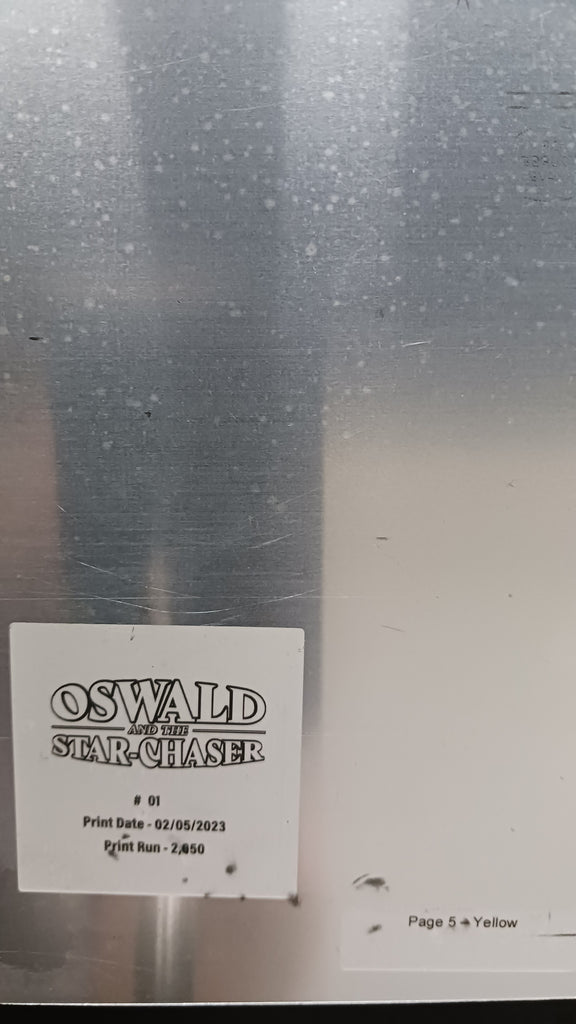 OSWALD
AND THE
STAR-CHASER
# 01
Print Date - 02/05/2023
Print Run - 2,650
Page 5 - Yellow